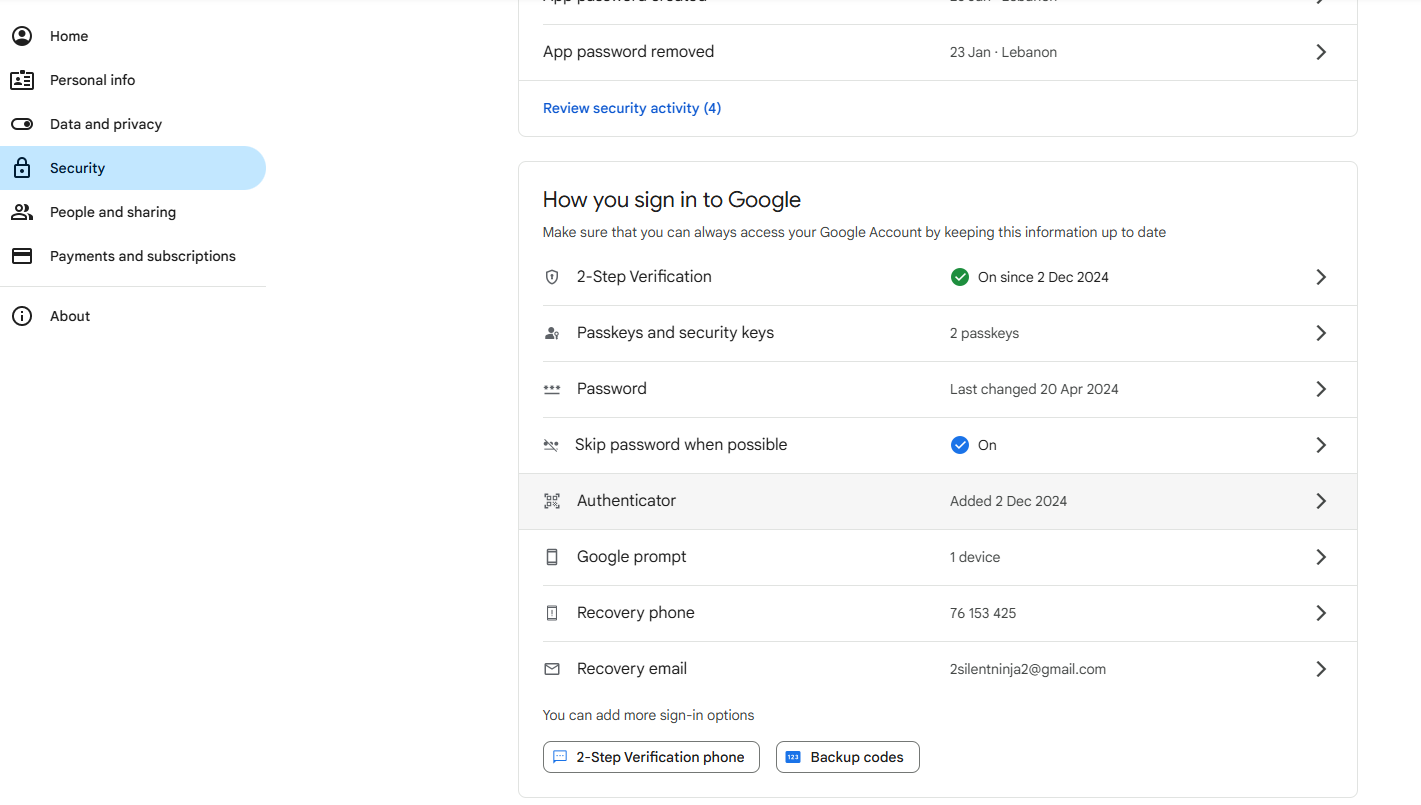 Home
Personal info
Data and privacy
Security
People and sharing
Payments and subscriptions
About
App password removed 23 Jan · Lebanon
Review security activity (4)
How you sign in to Google
Make sure that you can always access your Google Account by keeping this information up to date
2-Step Verification On since 2 Dec 2024
Passkeys and security keys 2 passkeys
Password Last changed 20 Apr 2024
Skip password when possible On
Authenticator Added 2 Dec 2024
Google prompt 1 device
Recovery phone 76 153 425
Recovery email 2silentninja2@gmail.com
You can add more sign-in options
2-Step Verification phone
123 Backup codes